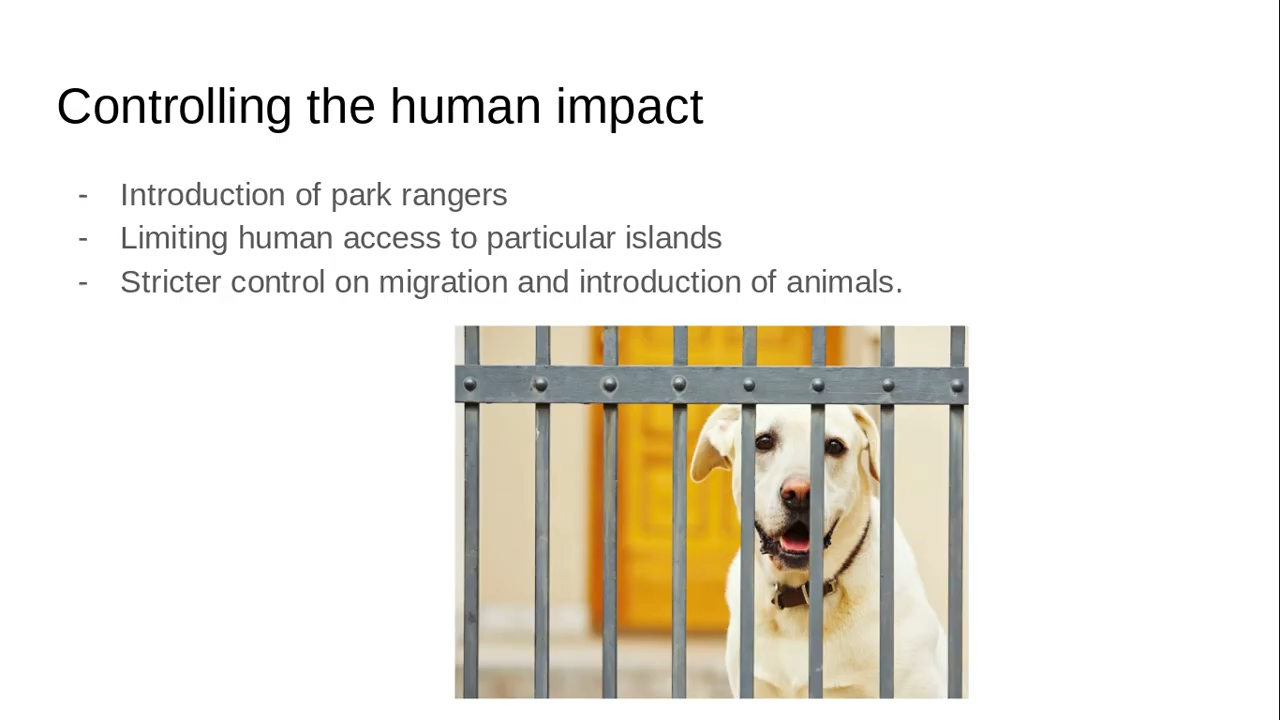 Controlling the human impact
- Introduction of park rangers
- Limiting human access to particular islands
- Stricter control on migration and introduction of animals.